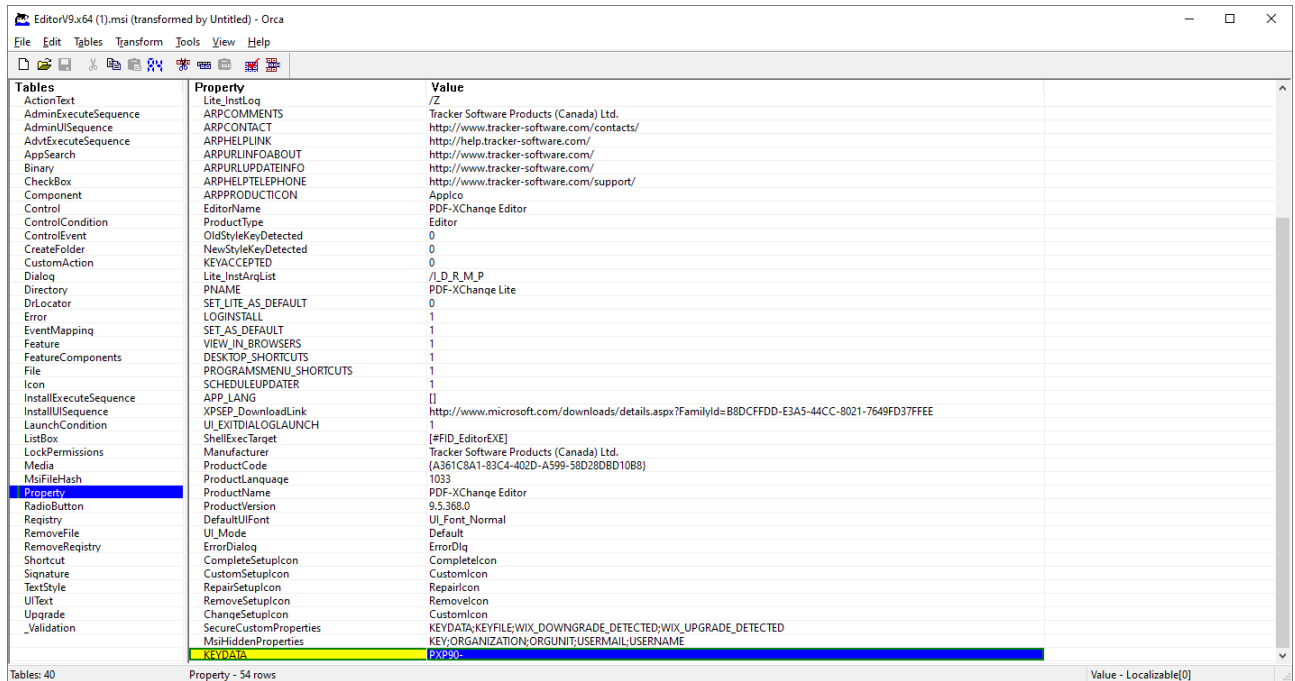 EditorV9.x64 (1).msi (transformed by Untitled) - Orca
File Edit Tables Transform Tools View Help
Tables Property Value
ActionText Lite_InstLog /Z
AdminExecuteSequence ARPCOMMENTS Tracker Software Products (Canada) Ltd.
AdminUISequence ARPCONTACT http://www.tracker-software.com/contacts/
AdvtExecuteSequence ARPHELPLINK http://help.tracker-software.com/
AppSearch ARPURLINFOABOUT http://www.tracker-software.com/
Binary ARPURLUPDATEINFO http://www.tracker-software.com/
CheckBox ARPHELPTELEPHONE http://www.tracker-software.com/support/
Component ARPPRODUCTICON AppIco
Control EditorName PDF-XChange Editor
ControlCondition ProductType Editor
ControlEvent OldStyleKeyDetected 0
CreateFolder NewStyleKeyDetected 0
CustomAction KEYACCEPTED 0
Dialog Lite_InstArgList /I_D_R_M_P
Directory PNAME PDF-XChange Lite
DrLocator SET_LITE_AS_DEFAULT 0
Error LOGINSTALL 1
EventMapping SET_AS_DEFAULT 1
Feature VIEW_IN_BROWSERS 1
FeatureComponents DESKTOP_SHORTCUTS 1
File PROGRAMSMENU_SHORTCUTS 1
Icon SCHEDULEUPDATER 1
InstallExecuteSequence APP_LANG []
InstallUISequence XPSEP_DownloadLink http://www.microsoft.com/downloads/details.aspx?FamilyId=B8DCFFDD-E3A5-44CC-8021-7649FD37FFEE
LaunchCondition UI_EXITDIALOGLAUNCH 1
ListBox ShellExecTarget [#FID_EditorEXE]
LockPermissions Manufacturer Tracker Software Products (Canada) Ltd.
Media ProductCode {A361C8A1-83C4-402D-A599-58D28DBD10B8}
MsiFileHash ProductLanguage 1033
Property ProductName PDF-XChange Editor
RadioButton ProductVersion 9.5.368.0
Registry DefaultUIFont UI_Font_Normal
RemoveFile UI_Mode Default
RemoveRegistry ErrorDialog ErrorDlg
Shortcut CompleteSetupIcon CompleteIcon
Signature CustomSetupIcon CustomIcon
TextStyle RepairSetupIcon RepairIcon
UIText RemoveSetupIcon RemoveIcon
Upgrade ChangeSetupIcon CustomIcon
_Validation SecureCustomProperties KEYDATA;KEYFILE;WIX_DOWNGRADE_DETECTED;WIX_UPGRADE_DETECTED
MsiHiddenProperties KEY;ORGANIZATION;ORGUNIT;USERMAIL;USERNAME
KEYDATA PXP90-
Tables: 40 Property - 54 rows Value - Localizable[0]